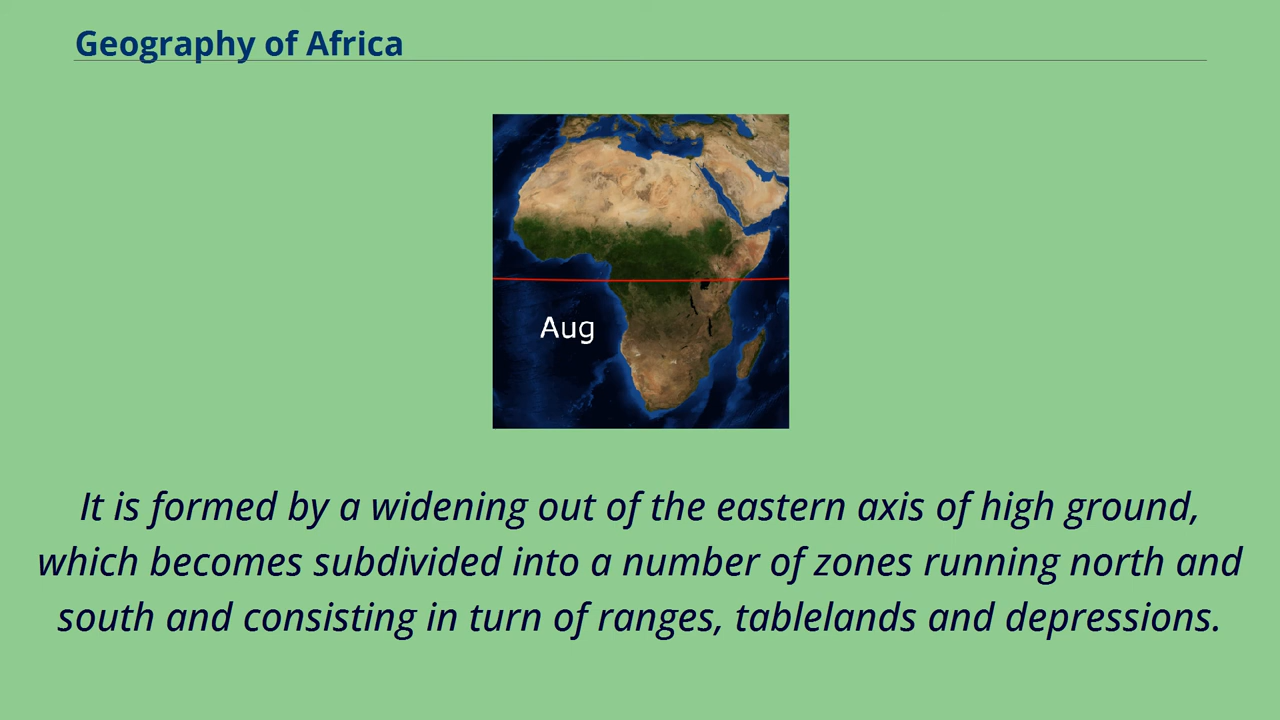 Geography of Africa
Aug
It is formed by a widening out of the eastern axis of high ground,
which becomes subdivided into a number of zones running north and
south and consisting in turn of ranges, tablelands and depressions.